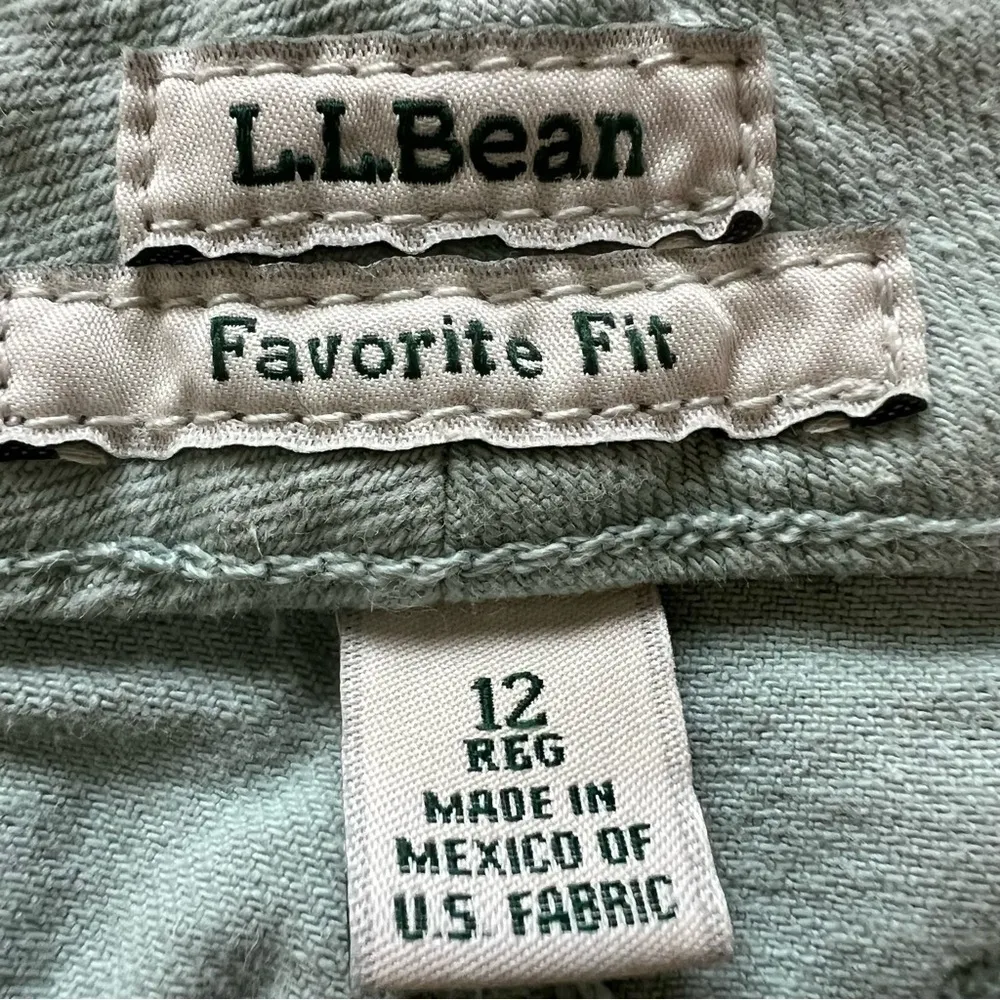 L.L.Bean
Favorite Fit
12
REG
MADE IN
MEXICO OF
U.S. FABRIC